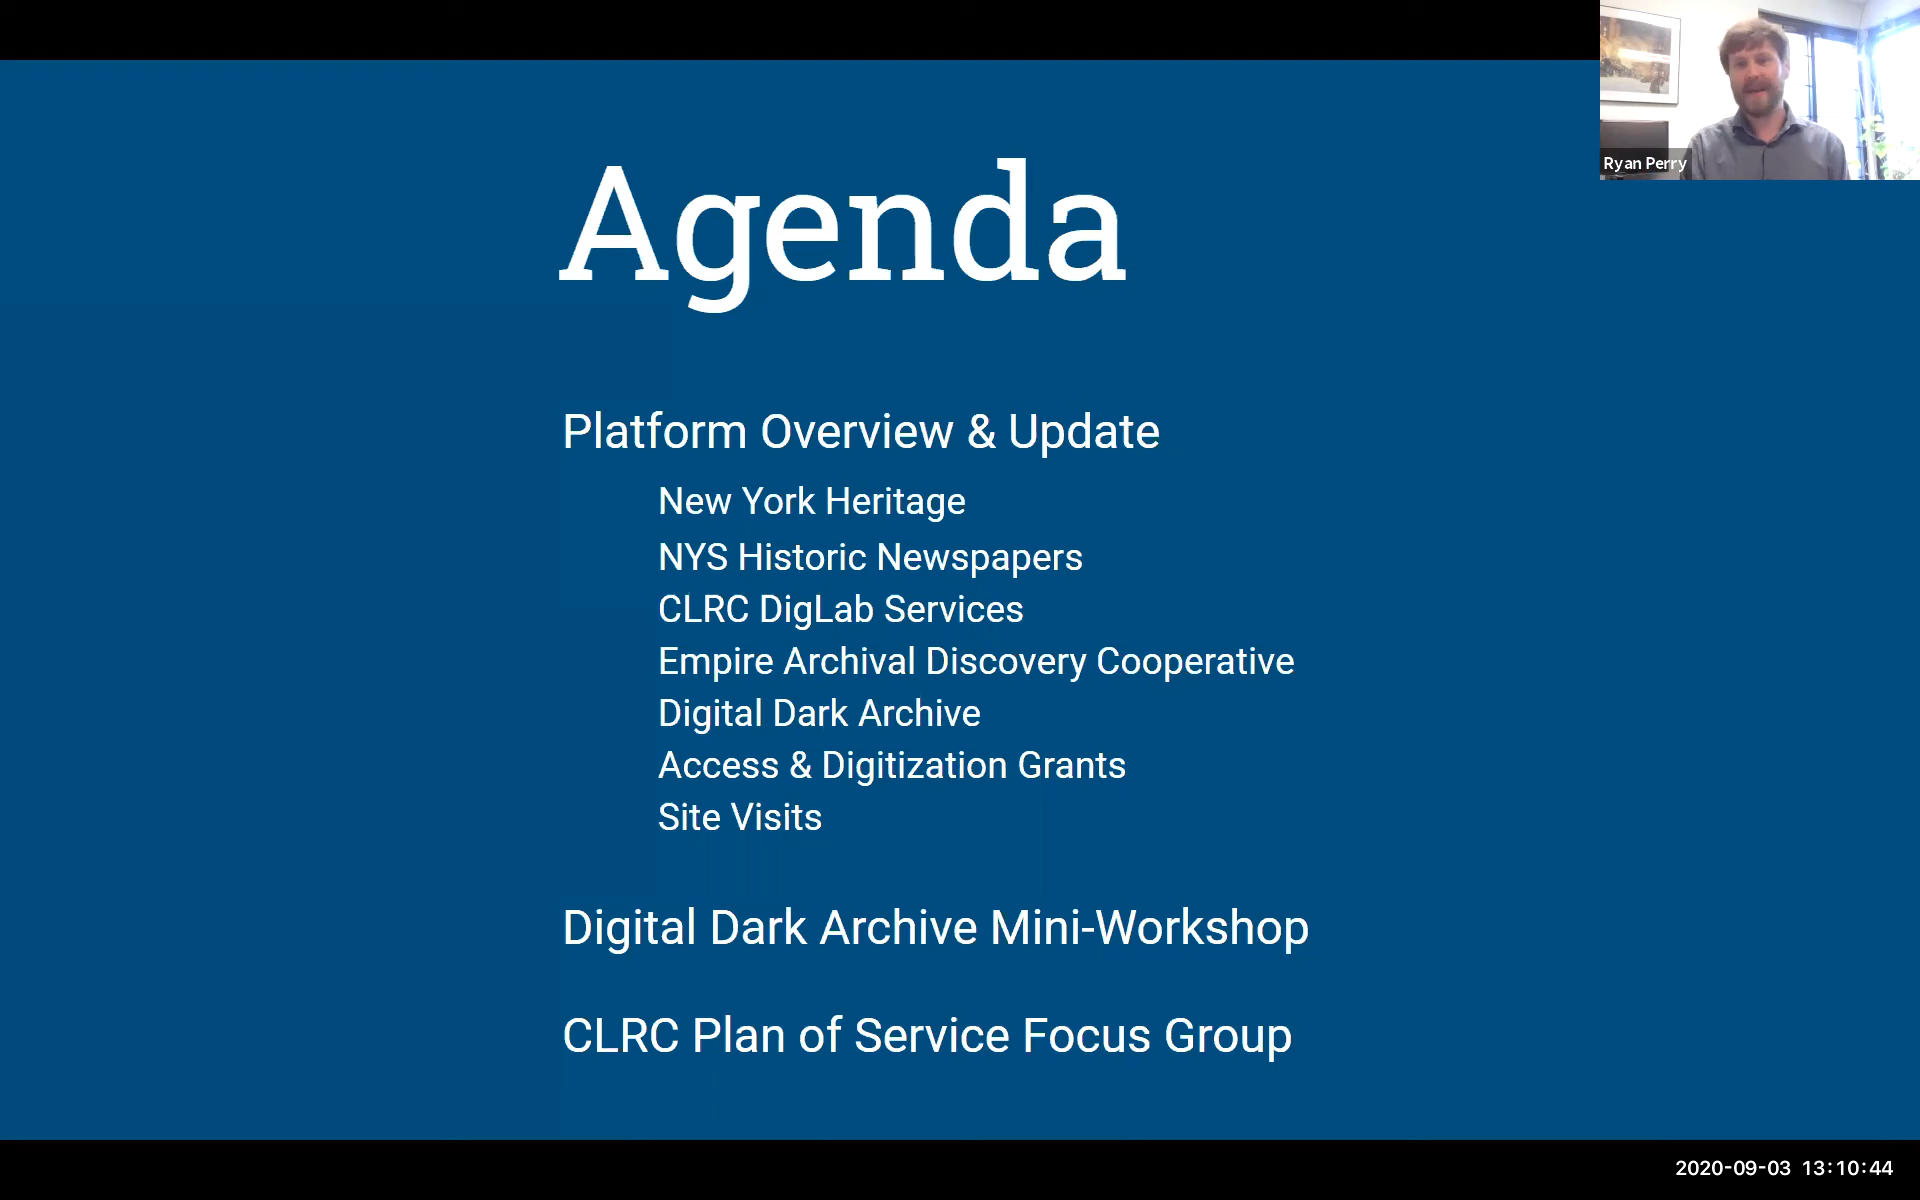 Agenda
Ryan Perry
Platform Overview & Update
New York Heritage
NYS Historic Newspapers
CLRC DigLab Services
Empire Archival Discovery Cooperative
Digital Dark Archive
Access & Digitization Grants
Site Visits
Digital Dark Archive Mini-Workshop
CLRC Plan of Service Focus Group
2020-09-03 13:10:44